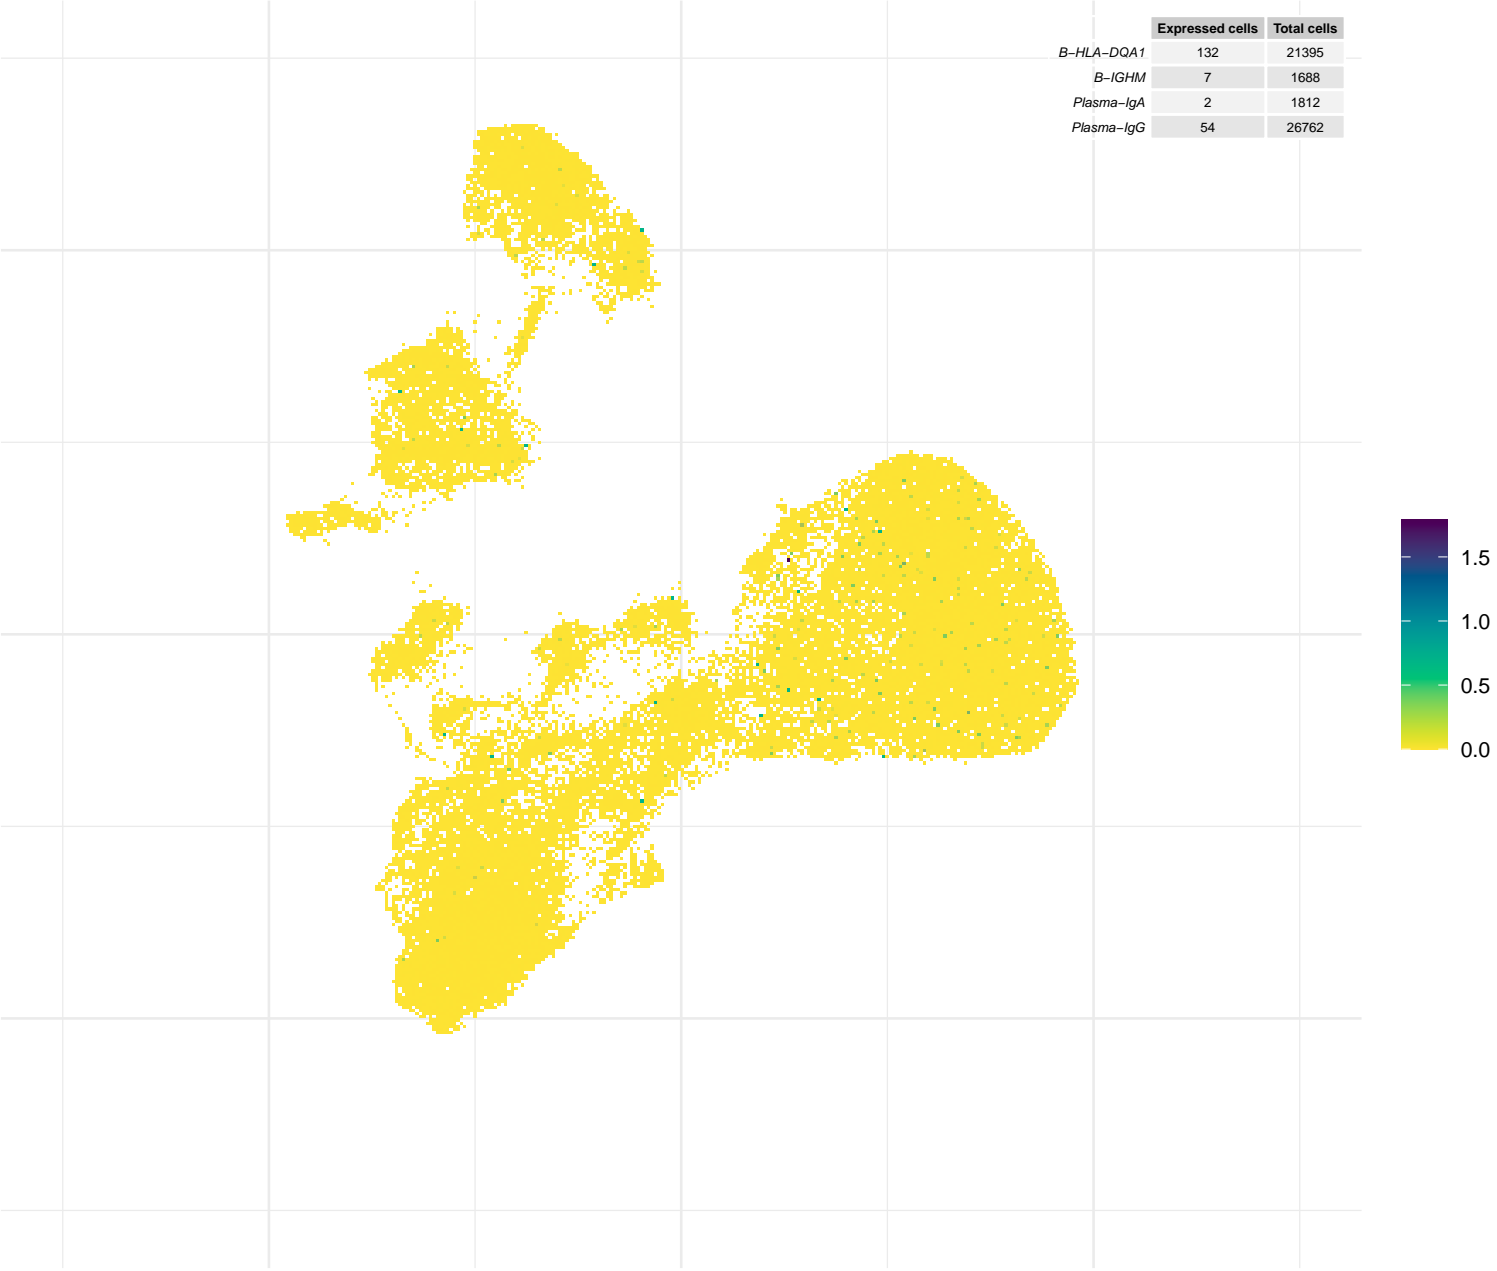 Expressed cells Total cells
B−HLA−DQA1 132 21395
B−IGHM 7 1688
Plasma−IgA 2 1812
Plasma−IgG 54 26762
1.5
1.0
0.5
0.0